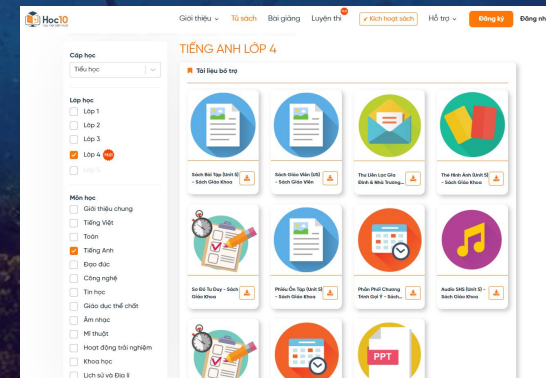 Hoc10
Giới thiệu
Tủ sách
Bài giảng
Luyện thi
Kích hoạt sách
Hỗ trợ
Đăng ký
Đăng nh
Cấp học
Tiểu học
Lớp học
Lớp 1
Lớp 2
Lớp 3
Lớp 4
Lớp 5
Môn học
Giới thiệu chung
Tiếng Việt
Toán
Tiếng Anh
Đạo đức
Công nghệ
Tin học
Giáo dục thể chất
Âm nhạc
Mĩ thuật
Hoạt động trải nghiệm
Khoa học
Lịch sử và Địa lí
TIẾNG ANH LỚP 4
Tài liệu bổ trợ
Sách Bài Tập (Unit 5)
- Sách Giáo Khoa
Sách Giáo Viên (U5)
- Sách Giáo Viên
Thư Liên Lạc Gia
Đình & Nhà Trường...
Thẻ Hình Ảnh (Unit 5)
- Sách Giáo Khoa
Sơ Đồ Tư Duy - Sách
Giáo Khoa
Phiếu Ôn Tập (Unit 5)
- Sách Giáo Khoa
Phân Phối Chương
Trình Gợi Ý - Sách...
Audio SHS (Unit 5) -
Sách Giáo Khoa
PPT